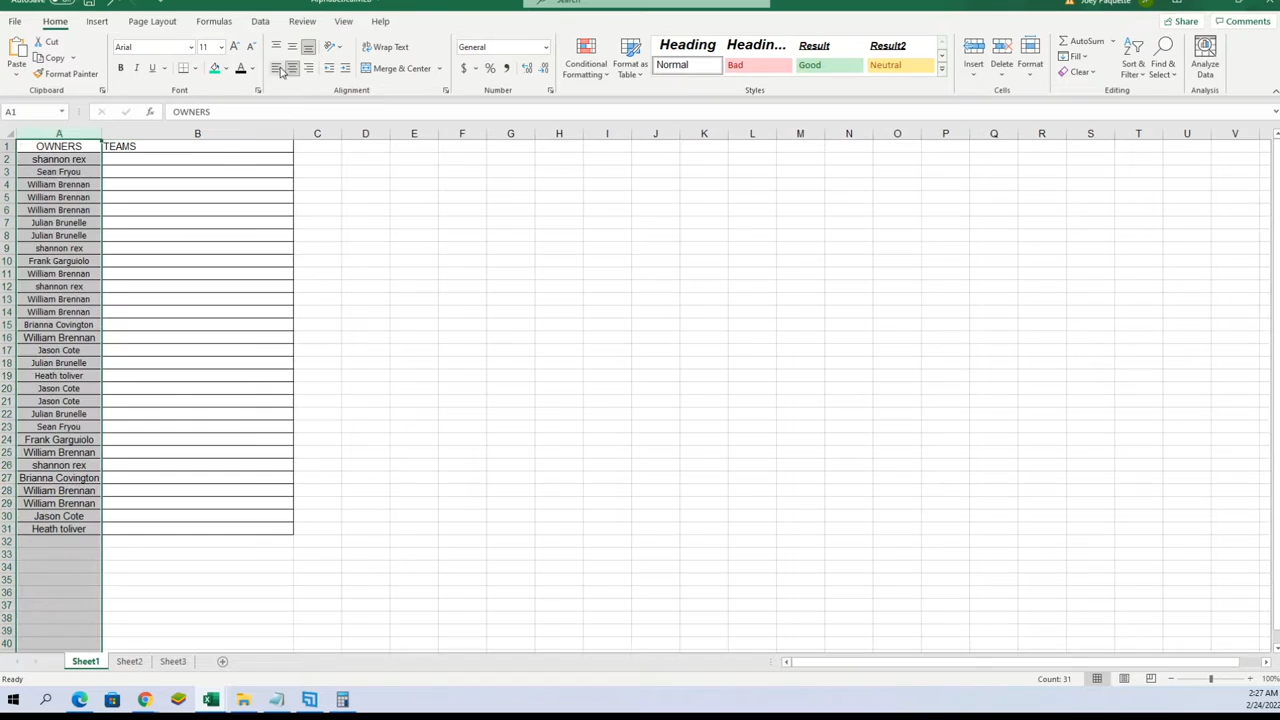 Search
Joey Paquette
File Home Insert Page Layout Formulas Data Review View Help Share Comments
Cut
Copy
Format Painter
Paste
Clipboard
Arial 11
B I U
Font
Wrap Text
Merge & Center
Alignment
General
$ % 9
Number
Conditional Formatting
Format as Table
Heading Headin... Result Result2
Normal Bad Good Neutral
Styles
Insert Delete Format
Cells
AutoSum
Fill
Clear
Sort & Filter
Find & Select
Editing
Analyze Data
Analysis
A1 fx OWNERS
A B C D E F G H I J K L M N O P Q R S T U V
1 OWNERS TEAMS
2 shannon rex
3 Sean Fryou
4 William Brennan
5 William Brennan
6 William Brennan
7 Julian Brunelle
8 Julian Brunelle
9 shannon rex
10 Frank Garguiolo
11 William Brennan
12 shannon rex
13 William Brennan
14 William Brennan
15 Brianna Covington
16 William Brennan
17 Jason Cote
18 Julian Brunelle
19 Heath toliver
20 Jason Cote
21 Jason Cote
22 Julian Brunelle
23 Sean Fryou
24 Frank Garguiolo
25 William Brennan
26 shannon rex
27 Brianna Covington
28 William Brennan
29 William Brennan
30 Jason Cote
31 Heath toliver
32
33
34
35
36
37
38
39
40
Sheet1 Sheet2 Sheet3
Ready Count: 31 100%
2:27 AM